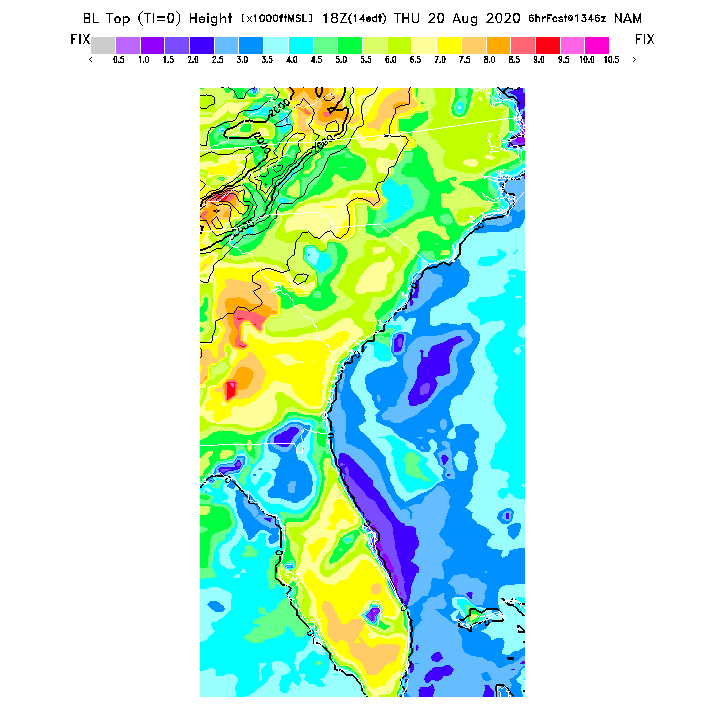 BL Top (TI=0) Height [x1000ftMSL] 18Z(14edt) THU 20 Aug 2020 6hrFcst@1346z NAM
FIX FIX
< 0.5 1.0 1.5 2.0 2.5 3.0 3.5 4.0 4.5 5.0 5.5 6.0 6.5 7.0 7.5 8.0 8.5 9.0 9.5 10.0 10.5 >
2000
2000
2000